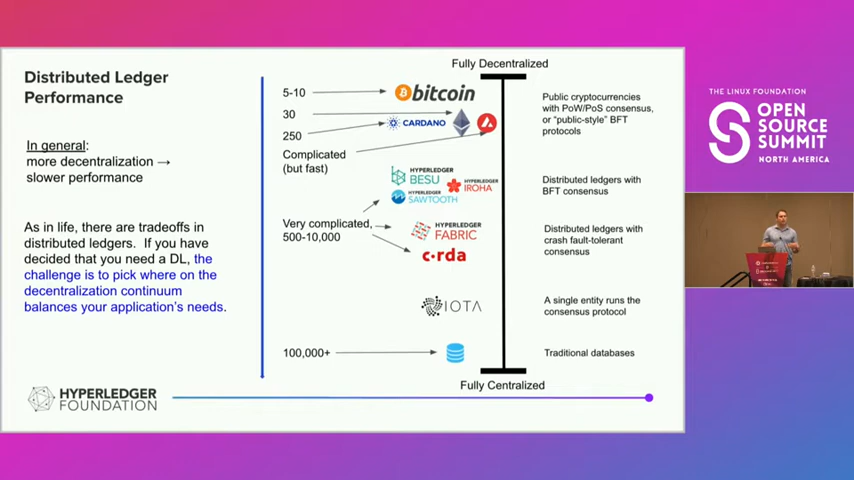 Distributed Ledger
Performance
In general:
more decentralization →
slower performance
As in life, there are tradeoffs in
distributed ledgers. If you have
decided that you need a DL, the
challenge is to pick where on the
decentralization continuum
balances your application's needs.
5-10
30
250
Complicated
(but fast)
Very complicated,
500-10,000
100,000+
Fully Decentralized
bitcoin
CARDANO
HYPERLEDGER
BESU
HYPERLEDGER
IROHA
HYPERLEDGER
SAWTOOTH
HYPERLEDGER
FABRIC
c·rda
IOTA
Fully Centralized
Public cryptocurrencies
with PoW/PoS consensus,
or "public-style" BFT
protocols
Distributed ledgers with
BFT consensus
Distributed ledgers with
crash fault-tolerant
consensus
A single entity runs the
consensus protocol
Traditional databases
HYPERLEDGER
FOUNDATION
THE LINUX FOUNDATION
OPEN
SOURCE
SUMMIT
NORTH AMERICA